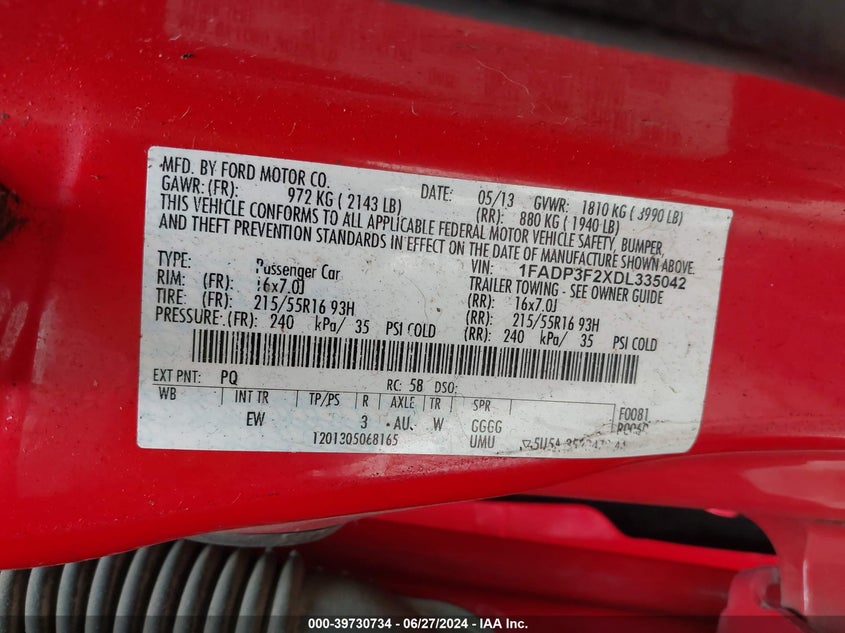 MFD. BY FORD MOTOR CO.
DATE: 05/13 GVWR: 1810 KG ( 3990 LB)
GAWR:(FR): 972 KG ( 2143 LB) (RR): 880 KG ( 1940 LB)
THIS VEHICLE CONFORMS TO ALL APPLICABLE FEDERAL MOTOR VEHICLE SAFETY, BUMPER,
AND THEFT PREVENTION STANDARDS IN EFFECT ON THE DATE OF MANUFACTURE SHOWN ABOVE.
TYPE: Passenger Car VIN: 1FADP3F2XDL335042
TRAILER TOWING - SEE OWNER GUIDE
RIM: (FR): 16x7.0J (RR): 16x7.0J
TIRE: (FR): 215/55R16 93H (RR): 215/55R16 93H
PRESSURE:(FR): 240 kPa/ 35 PSI COLD (RR): 240 kPa/ 35 PSI COLD
EXT PNT: PQ RC: 58 DSO:
WB INT TR TP/PS R AXLE TR SPR F0081
EW 3 AU W GGGG
1201305068165 UMU
000-39730734 - 06/27/2024 - IAA Inc.